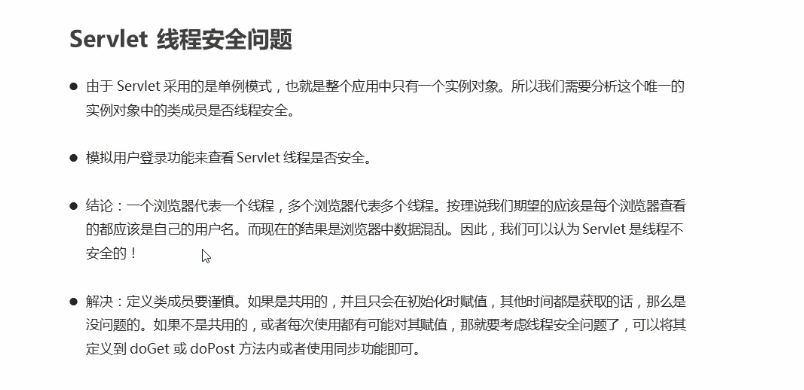 Servlet 线程安全问题
● 由于 Servlet 采用的是单例模式，也就是整个应用中只有一个实例对象。所以我们需要分析这个唯一的
实例对象中的类成员是否线程安全。
● 模拟用户登录功能来查看 Servlet 线程是否安全。
● 结论：一个浏览器代表一个线程，多个浏览器代表多个线程。按理说我们期望的应该是每个浏览器查看
的都应该是自己的用户名。而现在的结果是浏览器中数据混乱。因此，我们可以认为 Servlet 是线程不
安全的！
● 解决：定义类成员要谨慎。如果是共用的，并且只会在初始化时赋值，其他时间都是获取的话，那么是
没问题的。如果不是共用的，或者每次使用都有可能对其赋值，那就要考虑线程安全问题了，可以将其
定义到 doGet 或 doPost 方法内或者使用同步功能即可。